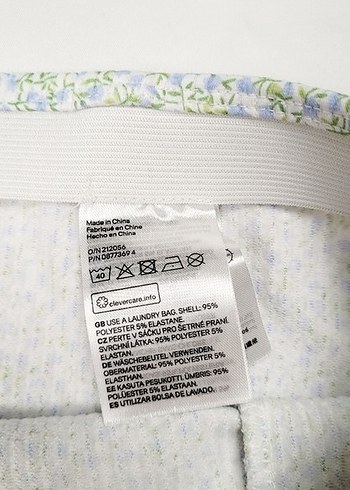 Made in China
Fabriqué en China
Hecho en China
O/N 212056
P/N 0877369 4
40
clevercare.info
GB USE A LAUNDRY BAG. SHELL: 95%
POLYESTER 5% ELASTANE.
CZ PERTE V SÁČKU PRO ŠETRNÉ PRANÍ.
SVRCHNÍ LÁTKA: 95% POLYESTER 5%
ELASTAN.
DE WÄSCHEBEUTEL VERWENDEN.
OBERMATERIAL: 95% POLYESTER 5%
ELASTHAN.
EE KASUTA PESUKOTTI. ÜMBRIS: 95%
POLÜESTER 5% ELASTAAN.
ES UTILIZAR BOLSA DE LAVADO.